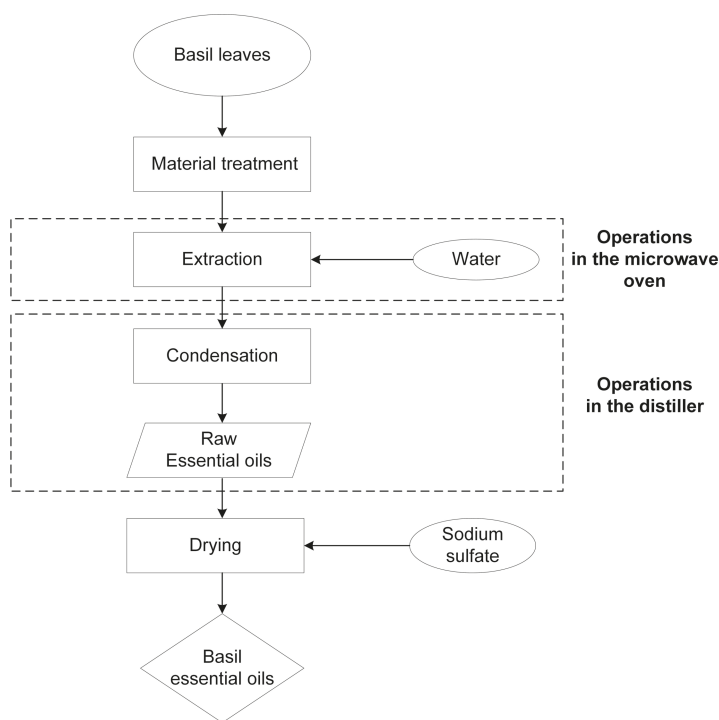 Basil leaves
Material treatment
Extraction
Water
Operations
in the microwave
oven
Condensation
Raw
Essential oils
Operations
in the distiller
Drying
Sodium
sulfate
Basil
essential oils